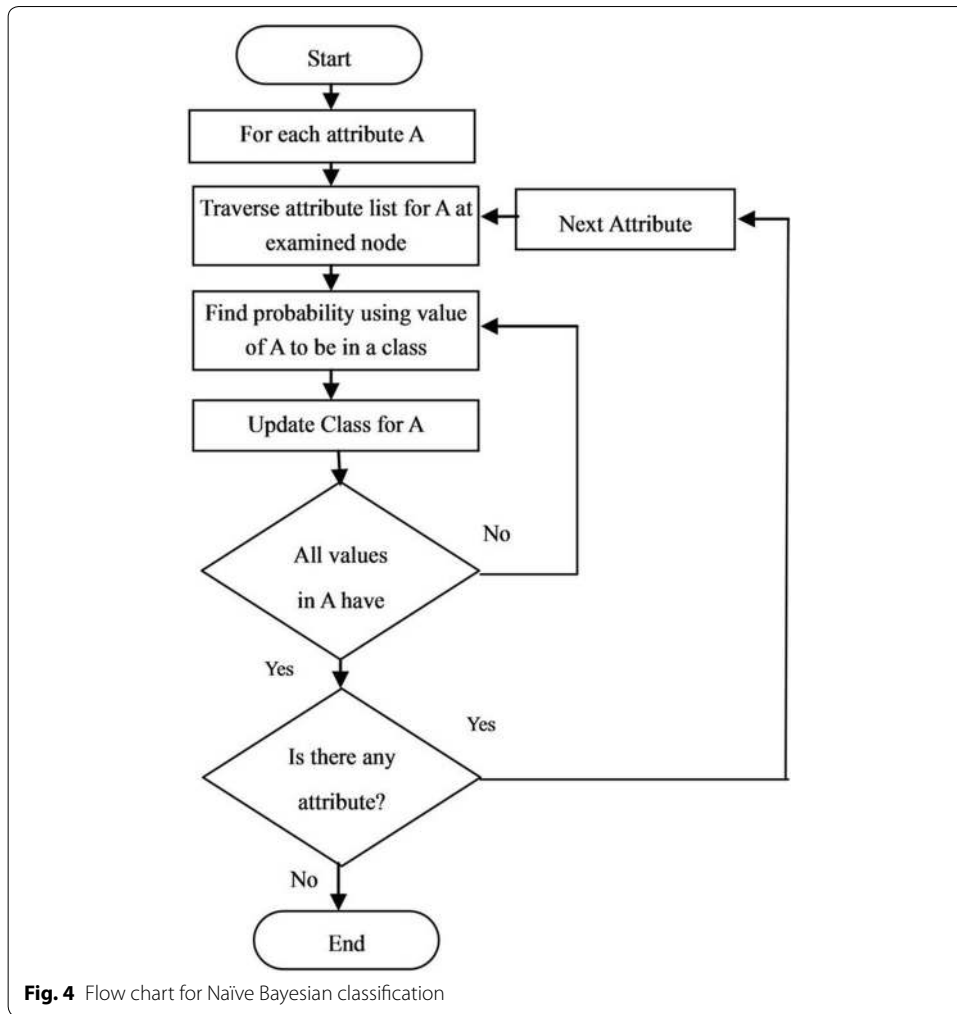 Start
For each attribute A
Traverse attribute list for A at
examined node
Next Attribute
Find probability using value
of A to be in a class
Update Class for A
No
All values
in A have
Yes
Yes
Is there any
attribute?
No
End
Fig. 4 Flow chart for Naïve Bayesian classification